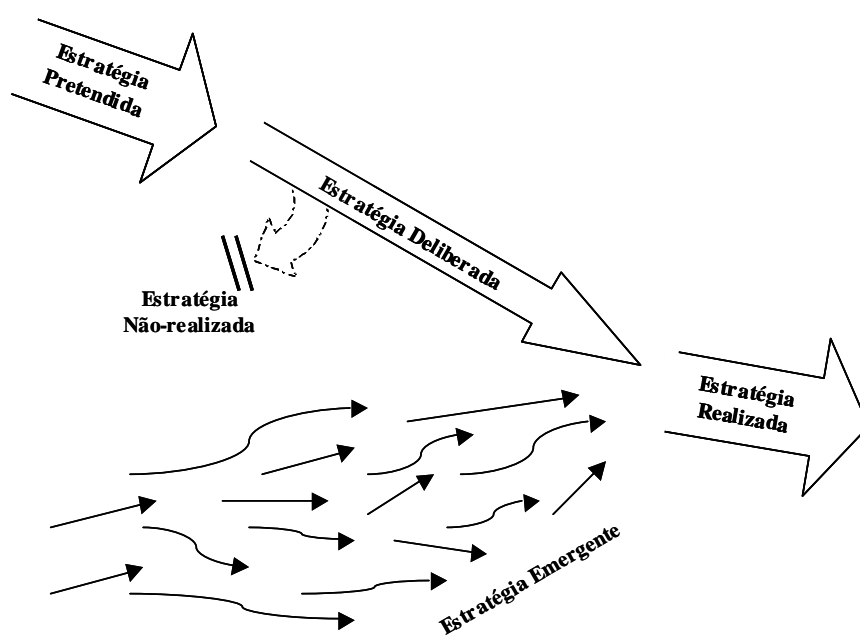 Estratégia
Pretendida
Estratégia Deliberada
Estratégia
Não-realizada
Estratégia
Realizada
Estratégia Emergente